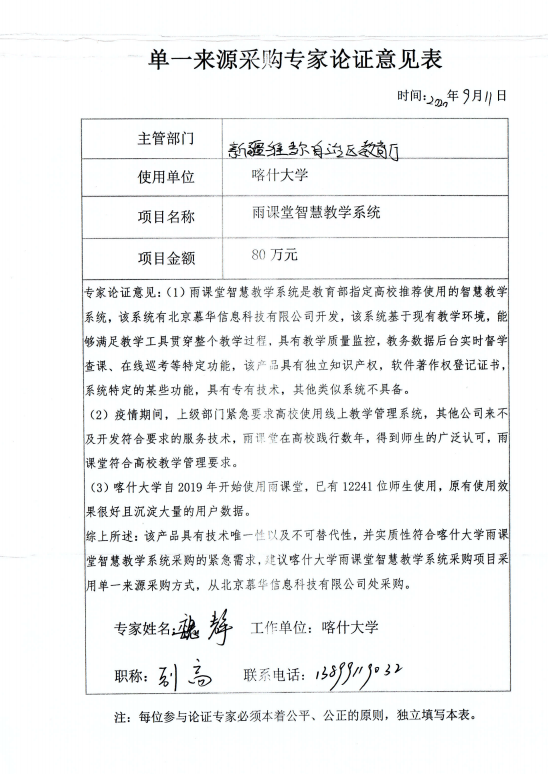 单一来源采购专家论证意见表
时间:2020年9月11日
主管部门 新疆维吾尔自治区教育厅
使用单位 喀什大学
项目名称 雨课堂智慧教学系统
项目金额 80万元
专家论证意见:(1)雨课堂智慧教学系统是教育部指定高校推荐使用的智慧教学
系统,该系统有北京慕华信息科技有限公司开发,该系统基于现有教学环境,能
够满足教学工具贯穿整个教学过程,具有教学质量监控,教务数据后台实时督学
查课、在线巡考等特定功能,该产品具有独立知识产权,软件著作权登记证书,
系统特定的某些功能,具有专有技术,其他类似系统不具备。
(2)疫情期间,上级部门紧急要求高校使用线上教学管理系统,其他公司来不
及开发符合要求的服务技术,雨课堂在高校践行数年,得到师生的广泛认可,雨
课堂符合高校教学管理要求。
(3)喀什大学自2019年开始使用雨课堂,已有12241位师生使用,原有使用效
果很好且沉淀大量的用户数据。
综上所述:该产品具有技术唯一性以及不可替代性,并实质性符合喀什大学雨课
堂智慧教学系统采购的紧急需求,建议喀什大学雨课堂智慧教学系统采购项目采
用单一来源采购方式,从北京慕华信息科技有限公司处采购。
专家姓名:魏静 工作单位:喀什大学
职称:副高 联系电话:13899119032
注:每位参与论证专家必须本着公平、公正的原则,独立填写本表。